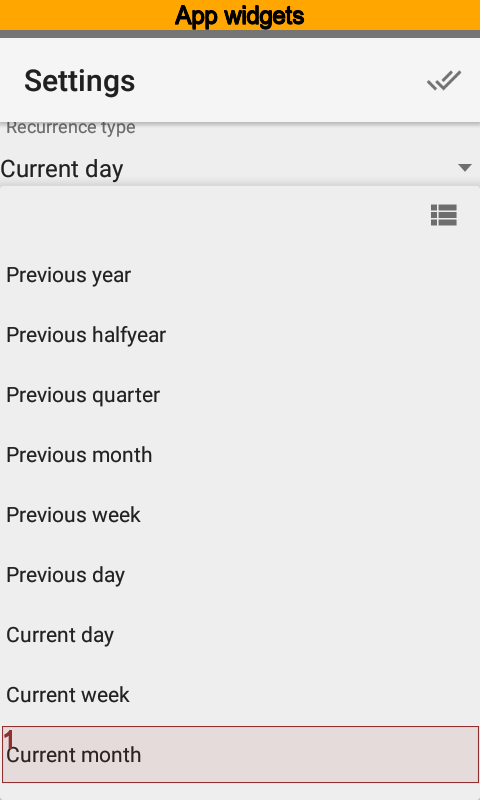 App widgets
Settings
Recurrence type
Current day
Previous year
Previous halfyear
Previous quarter
Previous month
Previous week
Previous day
Current day
Current week
1
Current month